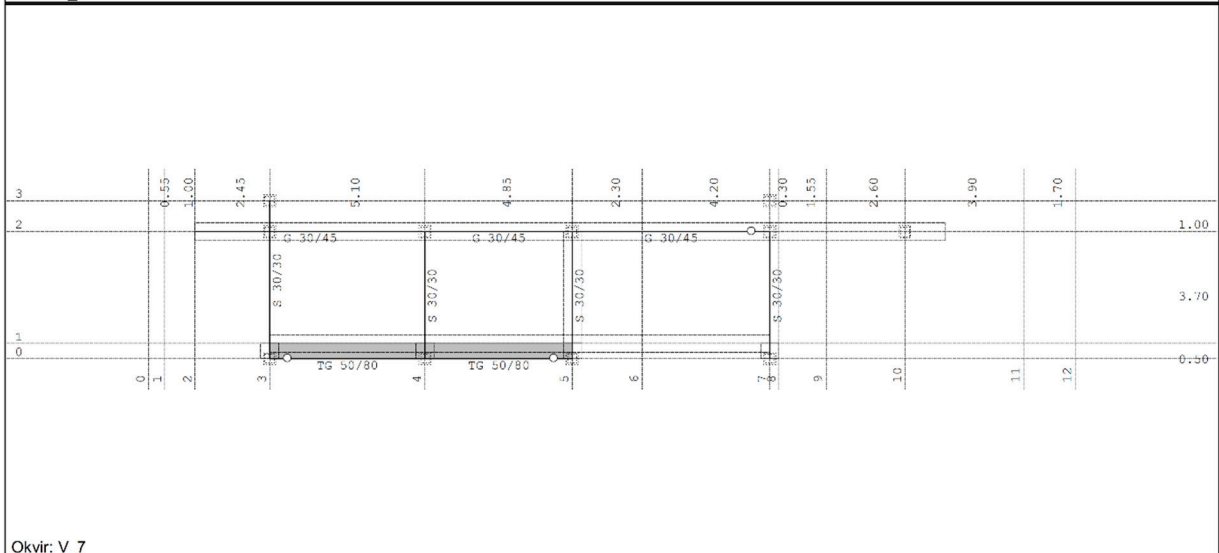 0.55 1.00 2.45 5.10 4.85 2.30 4.20 0.30 1.55 2.60 3.90 1.70
3
2
G 30/45 G 30/45 G 30/45
1.00
S 30/30 S 30/30 S 30/30 S 30/30
3.70
1
0
TG 50/80 TG 50/80
0 1 2 3 4 5 6 7 8 9 10 11 12
Okvir: V_7